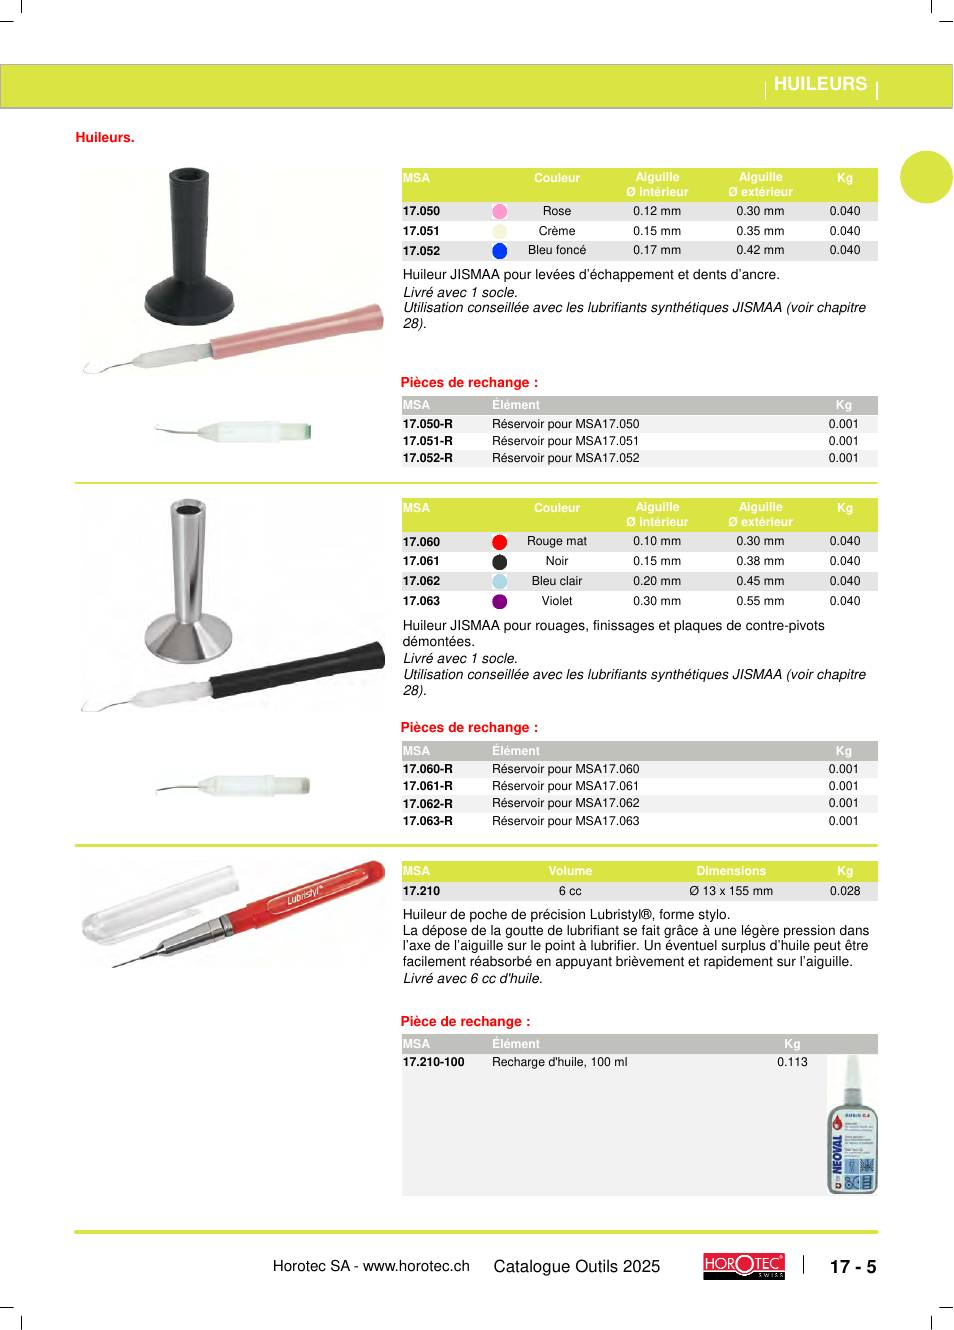 HUILEURS
Huileurs.
MSA Couleur Aiguille Ø intérieur Aiguille Ø extérieur Kg
17.050 Rose 0.12 mm 0.30 mm 0.040
17.051 Crème 0.15 mm 0.35 mm 0.040
17.052 Bleu foncé 0.17 mm 0.42 mm 0.040
Huileur JISMAA pour levées d'échappement et dents d'ancre.
Livré avec 1 socle.
Utilisation conseillée avec les lubrifiants synthétiques JISMAA (voir chapitre
28).
Pièces de rechange :
MSA Élément Kg
17.050-R Réservoir pour MSA17.050 0.001
17.051-R Réservoir pour MSA17.051 0.001
17.052-R Réservoir pour MSA17.052 0.001
MSA Couleur Aiguille Ø intérieur Aiguille Ø extérieur Kg
17.060 Rouge mat 0.10 mm 0.30 mm 0.040
17.061 Noir 0.15 mm 0.38 mm 0.040
17.062 Bleu clair 0.20 mm 0.45 mm 0.040
17.063 Violet 0.30 mm 0.55 mm 0.040
Huileur JISMAA pour rouages, finissages et plaques de contre-pivots
démontées.
Livré avec 1 socle.
Utilisation conseillée avec les lubrifiants synthétiques JISMAA (voir chapitre
28).
Pièces de rechange :
MSA Élément Kg
17.060-R Réservoir pour MSA17.060 0.001
17.061-R Réservoir pour MSA17.061 0.001
17.062-R Réservoir pour MSA17.062 0.001
17.063-R Réservoir pour MSA17.063 0.001
Lubristyl
MSA Volume Dimensions Kg
17.210 6 cc Ø 13 x 155 mm 0.028
Huileur de poche de précision Lubristyl®, forme stylo.
La dépose de la goutte de lubrifiant se fait grâce à une légère pression dans
l'axe de l'aiguille sur le point à lubrifier. Un éventuel surplus d'huile peut être
facilement réabsorbé en appuyant brièvement et rapidement sur l'aiguille.
Livré avec 6 cc d'huile.
Pièce de rechange :
MSA Élément Kg
17.210-100 Recharge d'huile, 100 ml 0.113
NEOVAL
Horotec SA - www.horotec.ch Catalogue Outils 2025 HOROTEC® SWISS 17 - 5